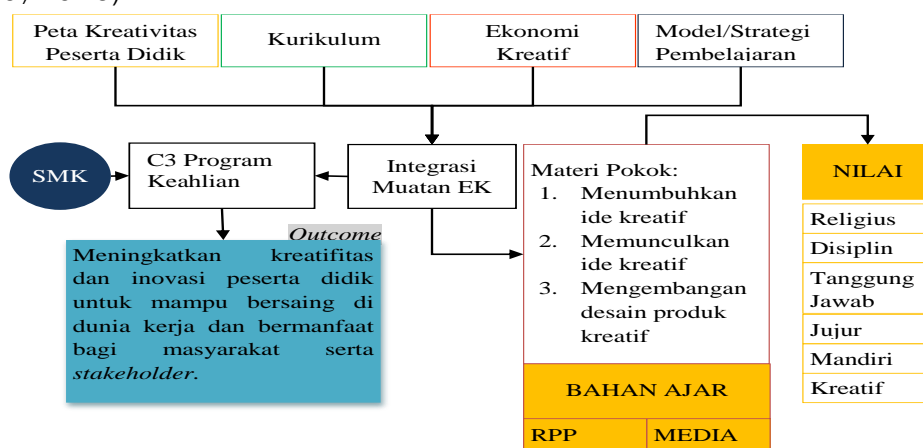 Peta Kreativitas
Peserta Didik
Kurikulum
Ekonomi
Kreatif
Model/Strategi
Pembelajaran
SMK
C3 Program
Keahlian
Integrasi
Muatan EK
Materi Pokok:
1. Menumbuhkan
ide kreatif
2. Memunculkan
ide kreatif
3. Mengembangan
desain produk
kreatif
NILAI
Religius
Disiplin
Tanggung
Jawab
Jujur
Mandiri
Kreatif
Outcome
Meningkatkan kreatifitas
dan inovasi peserta didik
untuk mampu bersaing di
dunia kerja dan bermanfaat
bagi masyarakat serta
stakeholder.
BAHAN AJAR
RPP
MEDIA